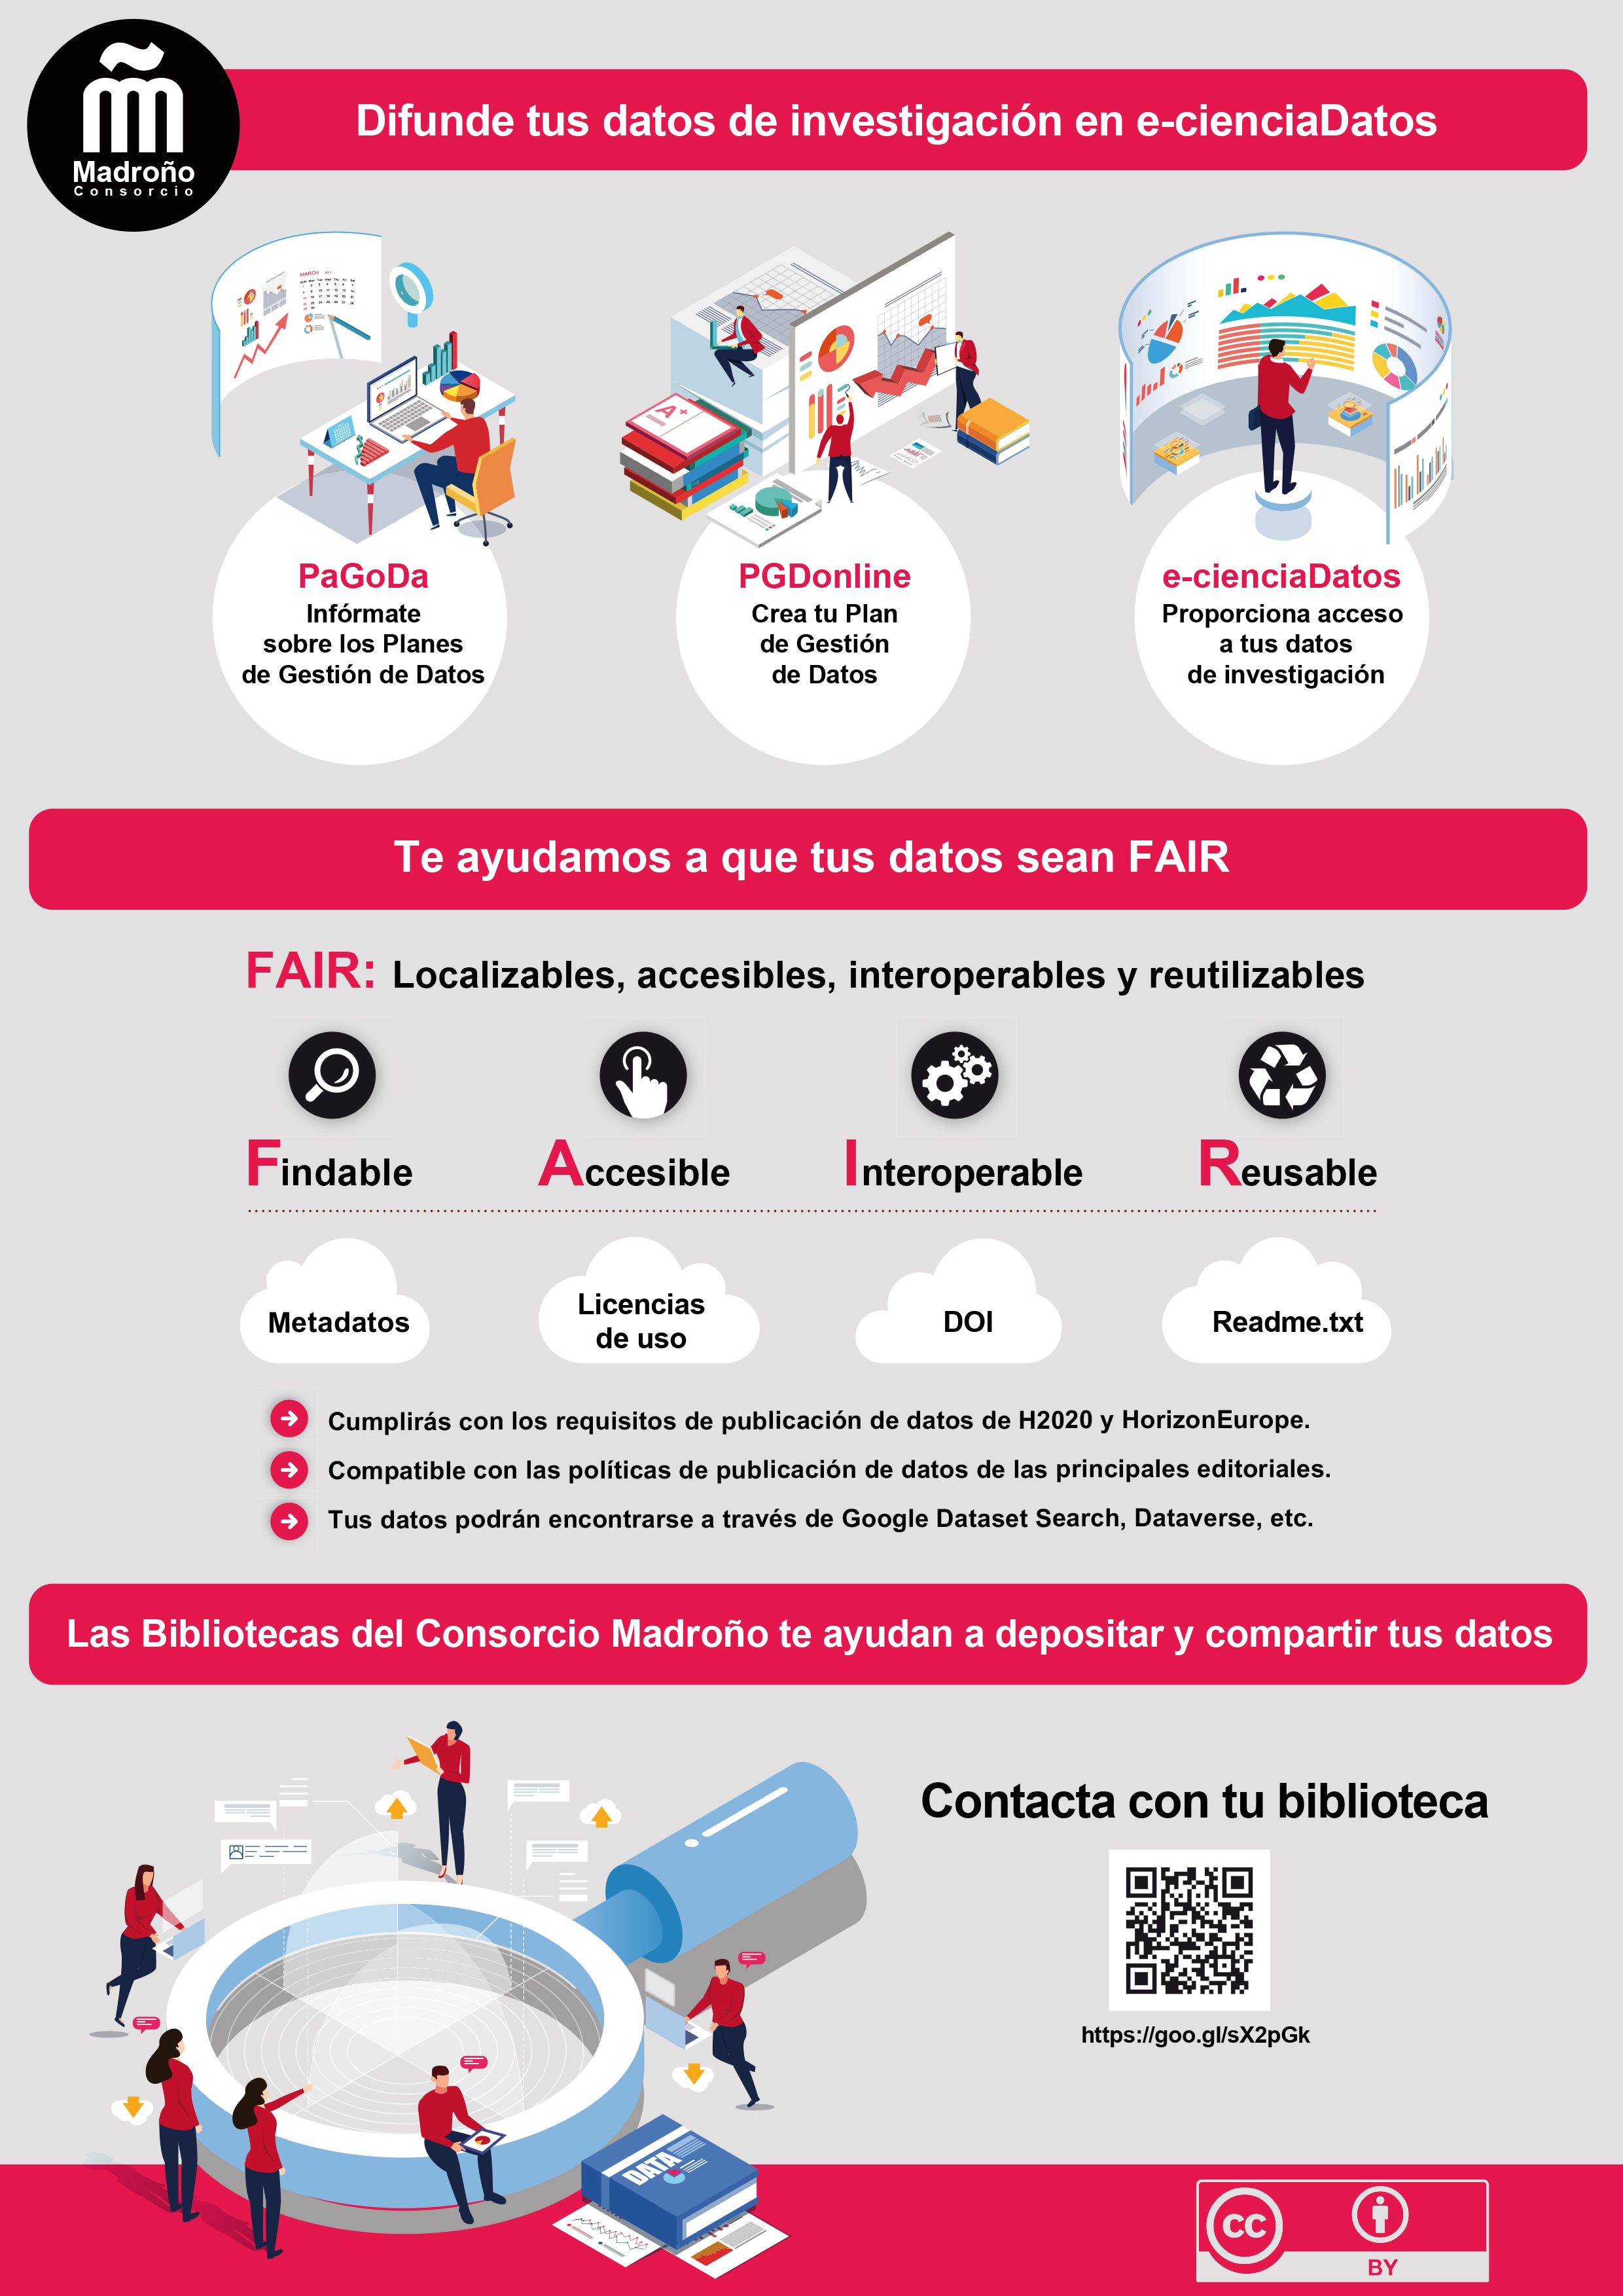 Madroño
Consorcio
Difunde tus datos de investigación en e-cienciaDatos
MARCH
A+
PaGoDa
Infórmate
sobre los Planes
de Gestión de Datos
PGDonline
Crea tu Plan
de Gestión
de Datos
e-cienciaDatos
Proporciona acceso
a tus datos
de investigación
Te ayudamos a que tus datos sean FAIR
FAIR: Localizables, accesibles, interoperables y reutilizables
Findable
Accesible
Interoperable
Reusable
Metadatos
Licencias
de uso
DOI
Readme.txt
Cumplirás con los requisitos de publicación de datos de H2020 y HorizonEurope.
Compatible con las políticas de publicación de datos de las principales editoriales.
Tus datos podrán encontrarse a través de Google Dataset Search, Dataverse, etc.
Las Bibliotecas del Consorcio Madroño te ayudan a depositar y compartir tus datos
Contacta con tu biblioteca
https://goo.gl/sX2pGk
DATA
CC
BY